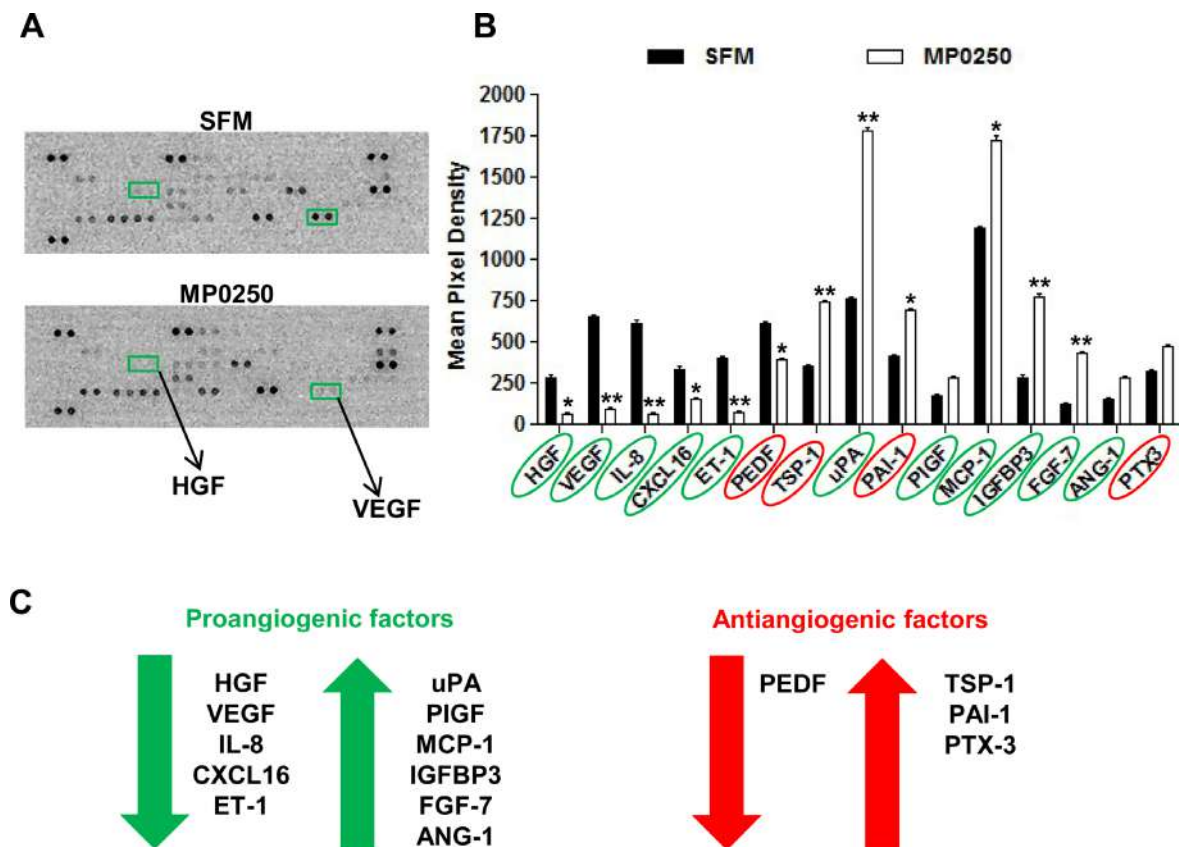 A
SFM
MP0250
HGF
VEGF
B
SFM
MP0250
Mean Pixel Density
2000
1750
1500
1250
1000
750
500
250
0
*
**
**
*
**
*
**
**
*
*
**
**
HGF
VEGF
IL-8
CXCL16
ET-1
PEDF
TSP-1
uPA
PAI-1
PIGF
MCP-1
IGFBP3
FGF-7
ANG-1
PTX3
C
Proangiogenic factors
HGF
VEGF
IL-8
CXCL16
ET-1
uPA
PIGF
MCP-1
IGFBP3
FGF-7
ANG-1
Antiangiogenic factors
PEDF
TSP-1
PAI-1
PTX-3